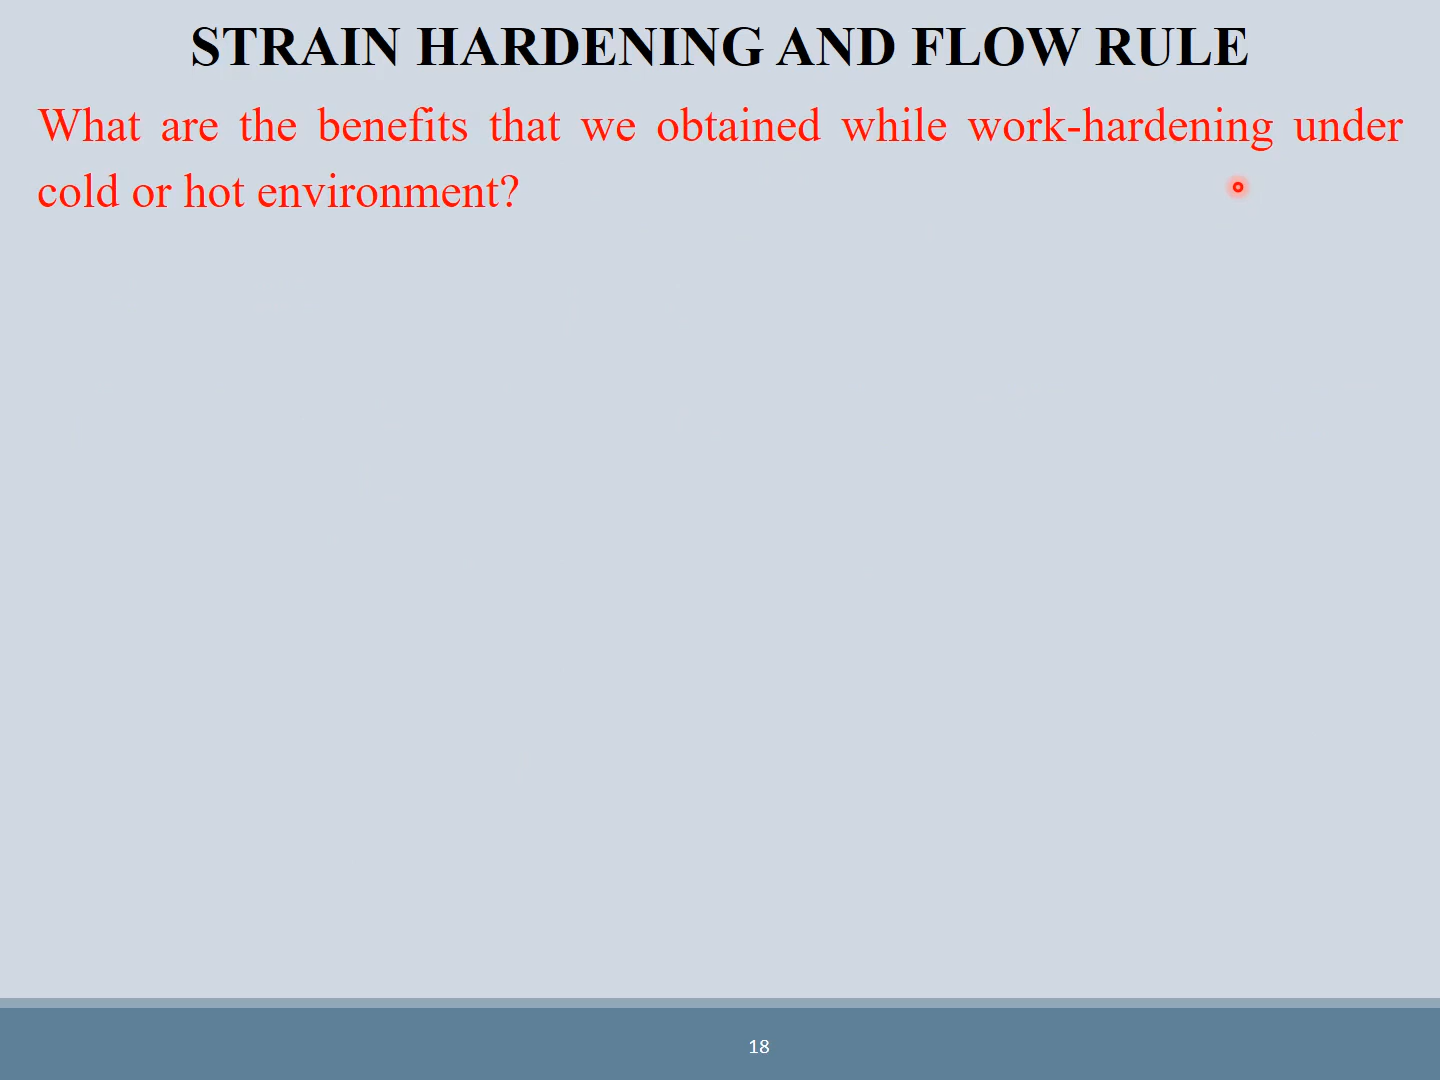 STRAIN HARDENING AND FLOW RULE
What are the benefits that we obtained while work-hardening under
cold or hot environment?
18